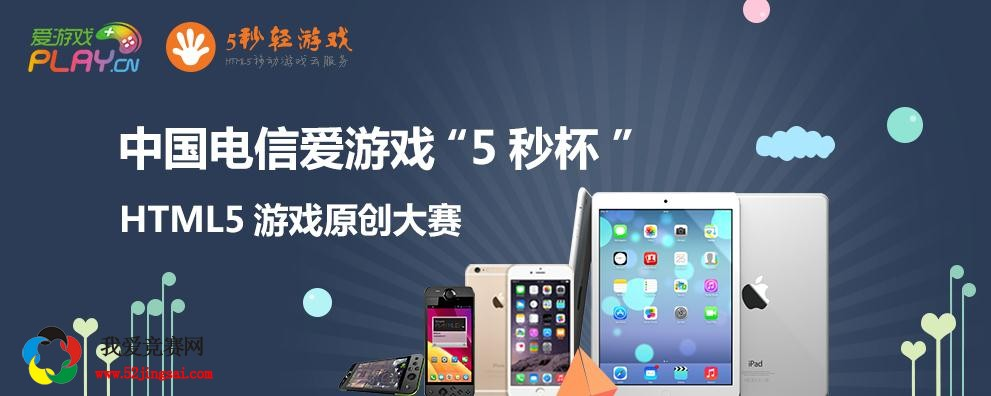 爱游戏
PLAY.CN
5秒轻游戏
HTML5移动游戏云服务
中国电信爱游戏“5 秒杯 ”
HTML5 游戏原创大赛
iPad
我爱竞赛网
www.52jingsai.com